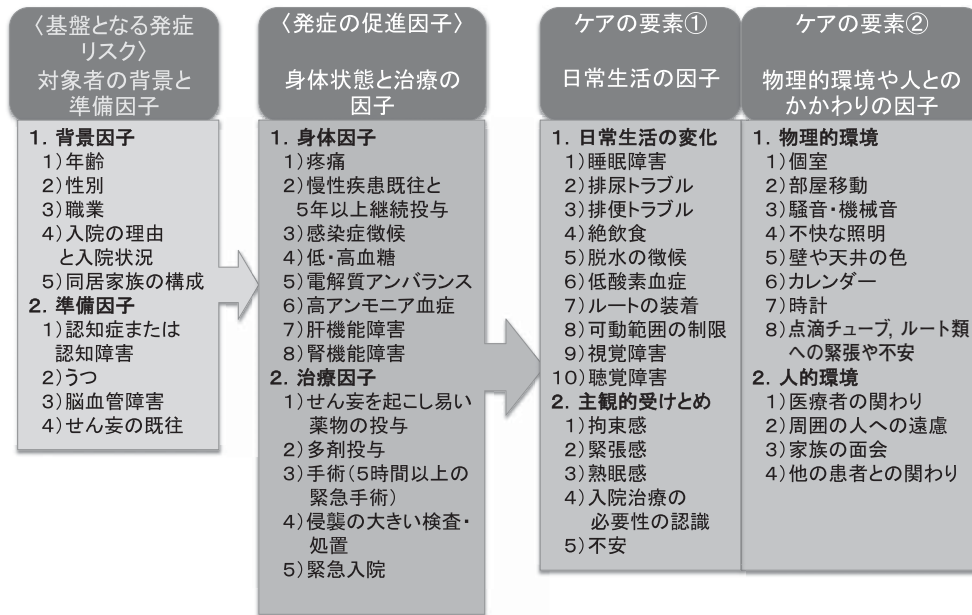 〈基盤となる発症
リスク〉
対象者の背景と
準備因子
1. 背景因子
1)年齢
2)性別
3)職業
4)入院の理由
と入院状況
5)同居家族の構成
2. 準備因子
1)認知症または
認知障害
2)うつ
3)脳血管障害
4)せん妄の既往
〈発症の促進因子〉
身体状態と治療の
因子
1. 身体因子
1)疼痛
2)慢性疾患既往と
5年以上継続投与
3)感染症徴候
4)低・高血糖
5)電解質アンバランス
6)高アンモニア血症
7)肝機能障害
8)腎機能障害
2. 治療因子
1)せん妄を起こし易い
薬物の投与
2)多剤投与
3)手術(5時間以上の
緊急手術)
4)侵襲の大きい検査・
処置
5)緊急入院
ケアの要素①
日常生活の因子
1. 日常生活の変化
1)睡眠障害
2)排尿トラブル
3)排便トラブル
4)絶飲食
5)脱水の徴候
6)低酸素血症
7)ルートの装着
8)可動範囲の制限
9)視覚障害
10)聴覚障害
2. 主観的受けとめ
1)拘束感
2)緊張感
3)熟眠感
4)入院治療の
必要性の認識
5)不安
ケアの要素②
物理的環境や人との
かかわりの因子
1. 物理的環境
1)個室
2)部屋移動
3)騒音・機械音
4)不快な照明
5)壁や天井の色
6)カレンダー
7)時計
8)点滴チューブ,ルート類
への緊張や不安
2. 人的環境
1)医療者の関わり
2)周囲の人への遠慮
3)家族の面会
4)他の患者との関わり